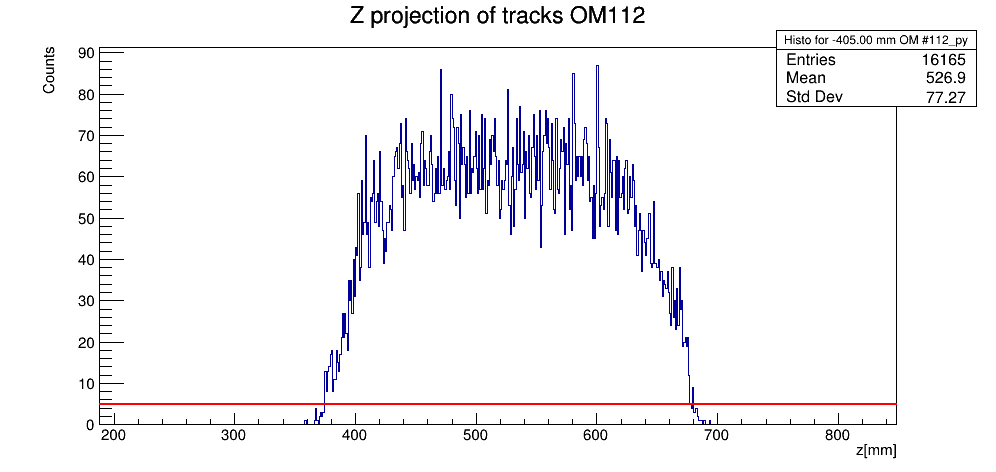 Z projection of tracks OM112
Histo for -405.00 mm OM #112_py
Entries 16165
Mean 526.9
Std Dev 77.27
Counts
90
80
70
60
50
40
30
20
10
0
200 300 400 500 600 700 800
z[mm]